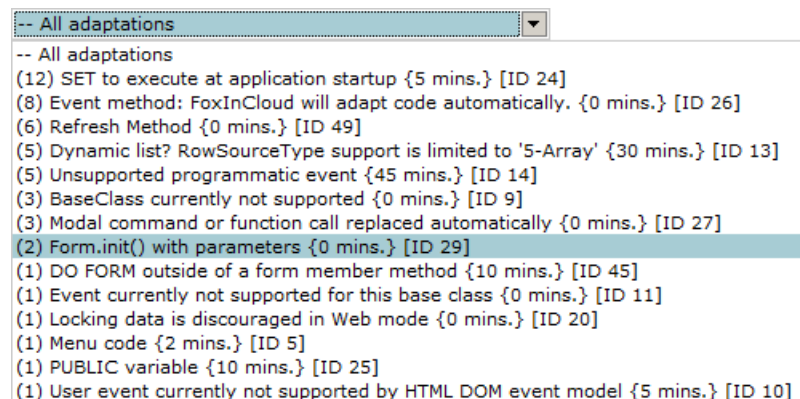 -- All adaptations
-- All adaptations
(12) SET to execute at application startup {5 mins.} [ID 24]
(8) Event method: FoxInCloud will adapt code automatically. {0 mins.} [ID 26]
(6) Refresh Method {0 mins.} [ID 49]
(5) Dynamic list? RowSourceType support is limited to '5-Array' {30 mins.} [ID 13]
(5) Unsupported programmatic event {45 mins.} [ID 14]
(3) BaseClass currently not supported {0 mins.} [ID 9]
(3) Modal command or function call replaced automatically {0 mins.} [ID 27]
(2) Form.init() with parameters {0 mins.} [ID 29]
(1) DO FORM outside of a form member method {10 mins.} [ID 45]
(1) Event currently not supported for this base class {0 mins.} [ID 11]
(1) Locking data is discouraged in Web mode {0 mins.} [ID 20]
(1) Menu code {2 mins.} [ID 5]
(1) PUBLIC variable {10 mins.} [ID 25]
(1) User event currently not supported by HTML DOM event model {5 mins.} [ID 10]